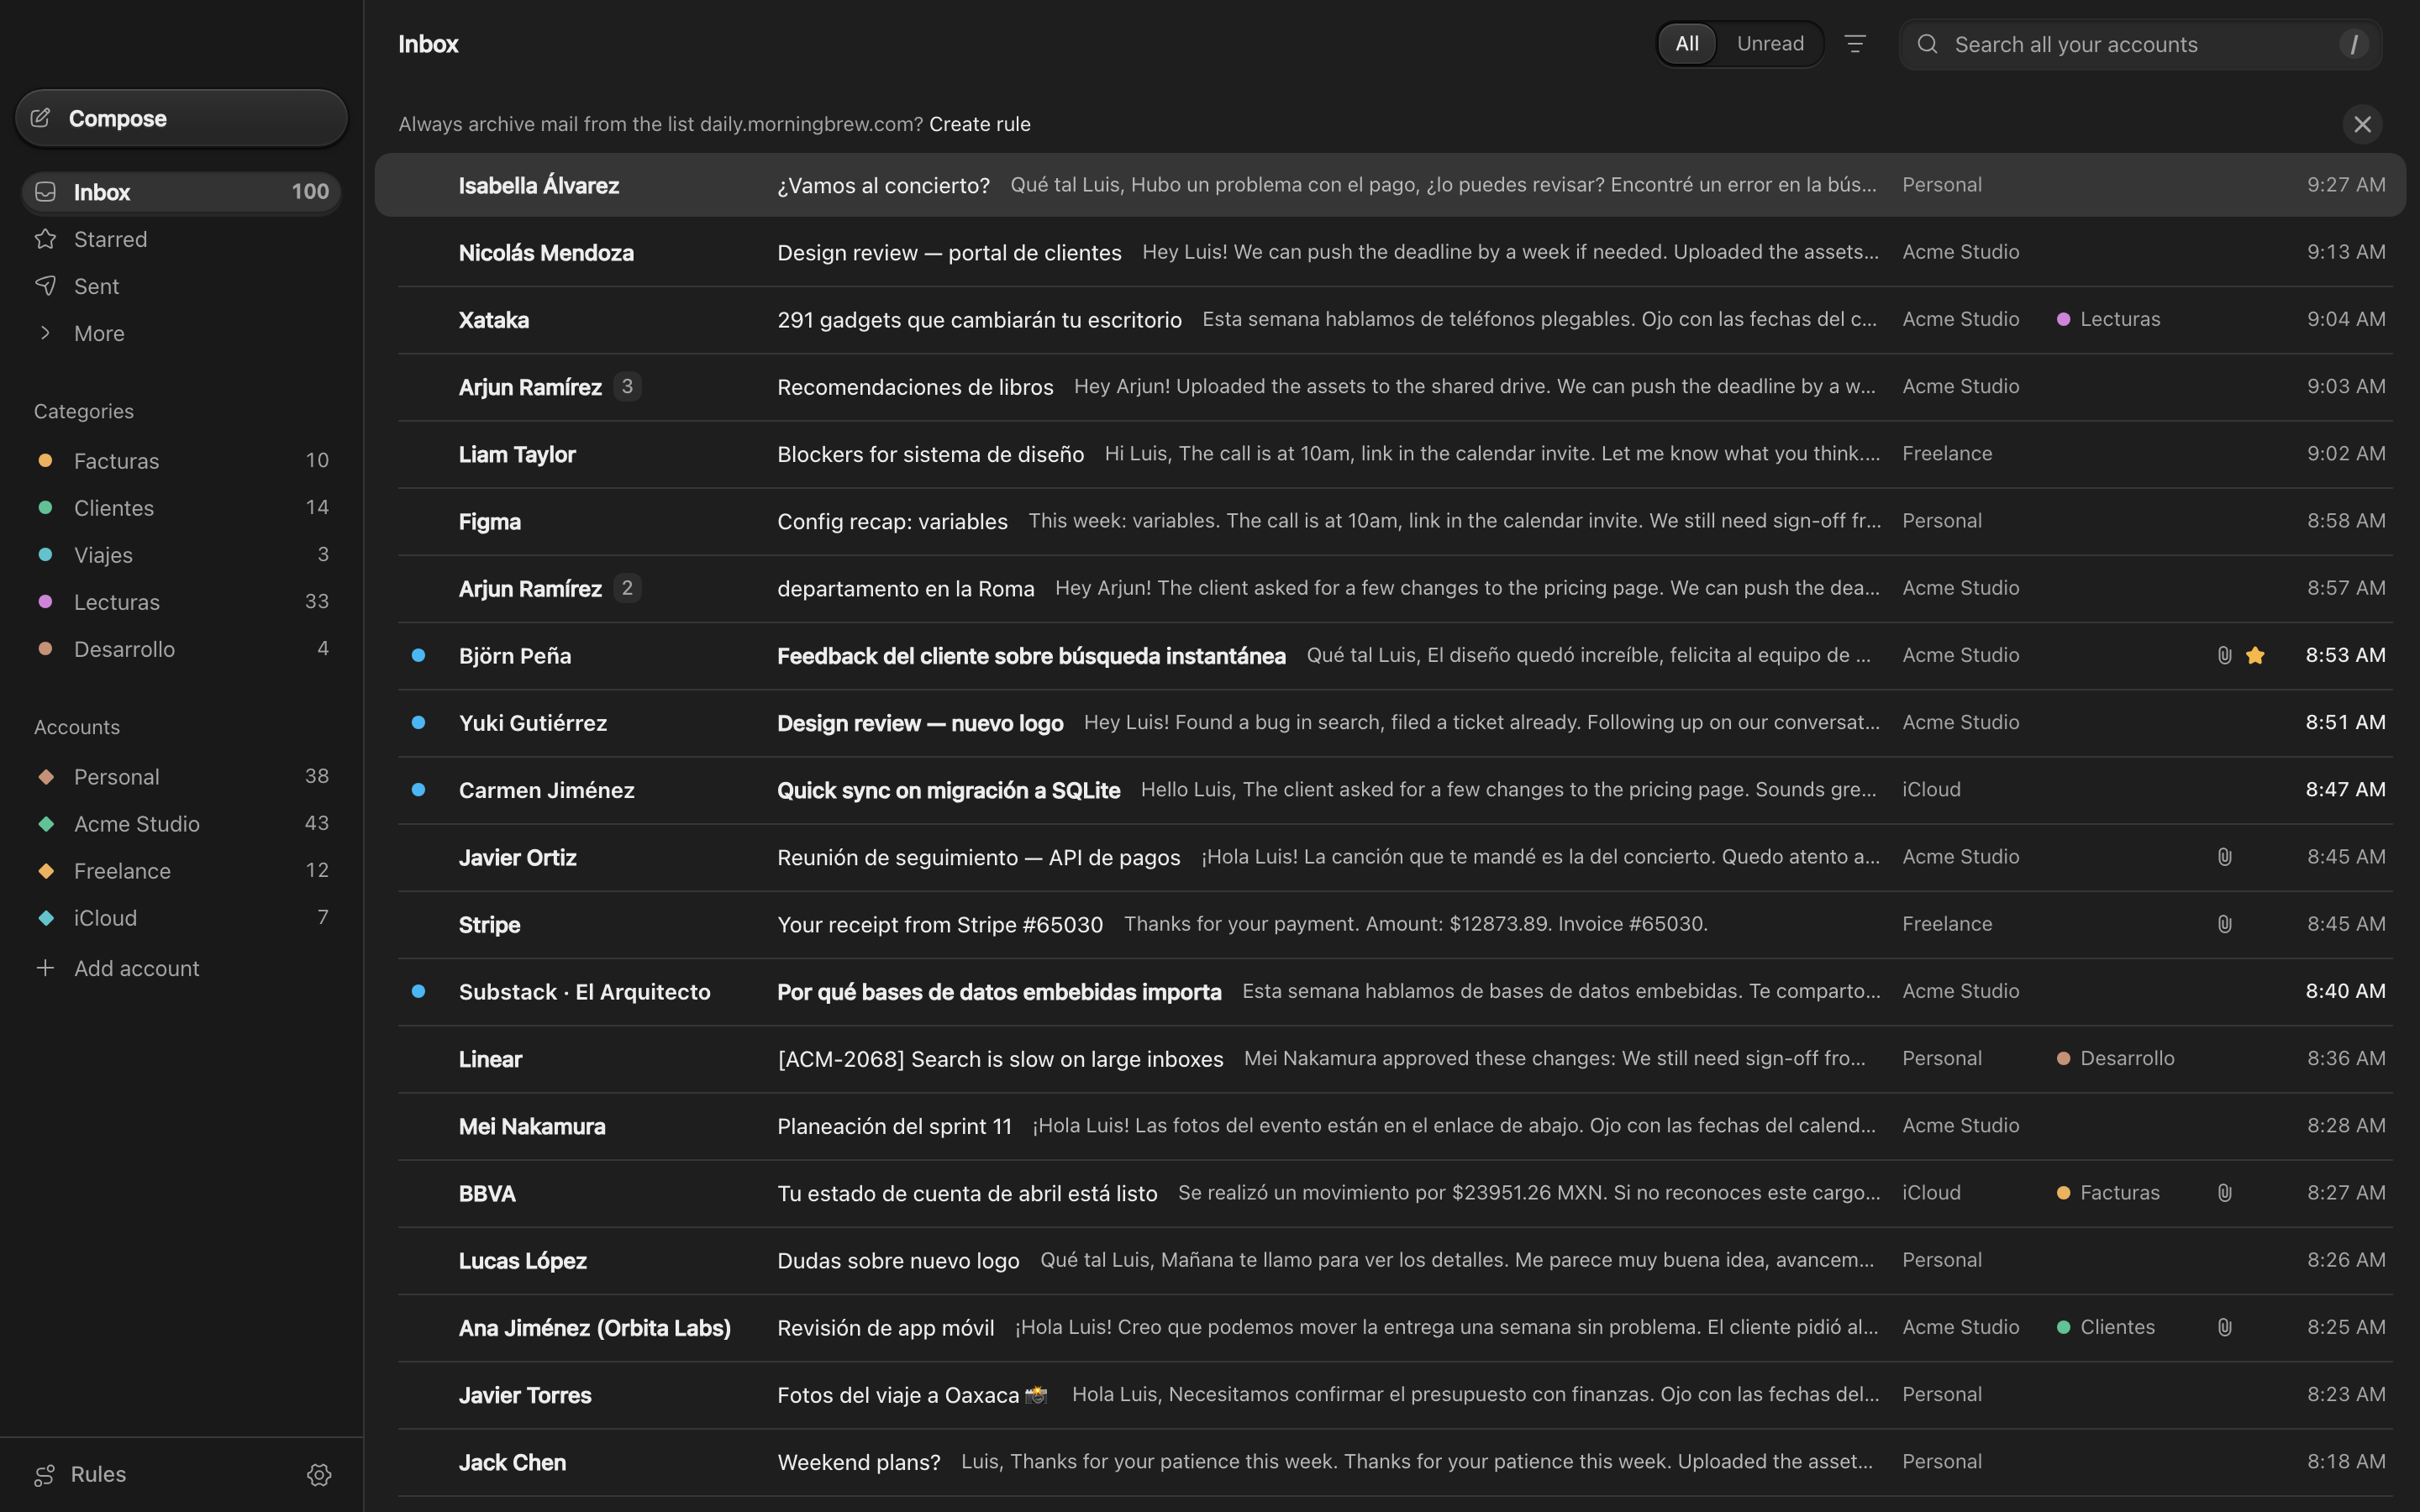 Inbox
All
Unread
Search all your accounts
/
Compose
Always archive mail from the list daily.morningbrew.com? Create rule
Inbox 100
Starred
Sent
More
Categories
Facturas 10
Clientes 14
Viajes 3
Lecturas 33
Desarrollo 4
Accounts
Personal 38
Acme Studio 43
Freelance 12
iCloud 7
Add account
Rules
Isabella Álvarez ¿Vamos al concierto? Qué tal Luis, Hubo un problema con el pago, ¿lo puedes revisar? Encontré un error en la bús... Personal 9:27 AM
Nicolás Mendoza Design review — portal de clientes Hey Luis! We can push the deadline by a week if needed. Uploaded the assets... Acme Studio 9:13 AM
Xataka 291 gadgets que cambiarán tu escritorio Esta semana hablamos de teléfonos plegables. Ojo con las fechas del c... Acme Studio Lecturas 9:04 AM
Arjun Ramírez 3 Recomendaciones de libros Hey Arjun! Uploaded the assets to the shared drive. We can push the deadline by a w... Acme Studio 9:03 AM
Liam Taylor Blockers for sistema de diseño Hi Luis, The call is at 10am, link in the calendar invite. Let me know what you think.... Freelance 9:02 AM
Figma Config recap: variables This week: variables. The call is at 10am, link in the calendar invite. We still need sign-off fr... Personal 8:58 AM
Arjun Ramírez 2 departamento en la Roma Hey Arjun! The client asked for a few changes to the pricing page. We can push the dea... Acme Studio 8:57 AM
Björn Peña Feedback del cliente sobre búsqueda instantánea Qué tal Luis, El diseño quedó increíble, felicita al equipo de ... Acme Studio 8:53 AM
Yuki Gutiérrez Design review — nuevo logo Hey Luis! Found a bug in search, filed a ticket already. Following up on our conversat... Acme Studio 8:51 AM
Carmen Jiménez Quick sync on migración a SQLite Hello Luis, The client asked for a few changes to the pricing page. Sounds gre... iCloud 8:47 AM
Javier Ortiz Reunión de seguimiento — API de pagos ¡Hola Luis! La canción que te mandé es la del concierto. Quedo atento a... Acme Studio 8:45 AM
Stripe Your receipt from Stripe #65030 Thanks for your payment. Amount: $12873.89. Invoice #65030. Freelance 8:45 AM
Substack · El Arquitecto Por qué bases de datos embebidas importa Esta semana hablamos de bases de datos embebidas. Te comparto... Acme Studio 8:40 AM
Linear [ACM-2068] Search is slow on large inboxes Mei Nakamura approved these changes: We still need sign-off fro... Personal Desarrollo 8:36 AM
Mei Nakamura Planeación del sprint 11 ¡Hola Luis! Las fotos del evento están en el enlace de abajo. Ojo con las fechas del calend... Acme Studio 8:28 AM
BBVA Tu estado de cuenta de abril está listo Se realizó un movimiento por $23951.26 MXN. Si no reconoces este cargo... iCloud Facturas 8:27 AM
Lucas López Dudas sobre nuevo logo Qué tal Luis, Mañana te llamo para ver los detalles. Me parece muy buena idea, avancem... Personal 8:26 AM
Ana Jiménez (Orbita Labs) Revisión de app móvil ¡Hola Luis! Creo que podemos mover la entrega una semana sin problema. El cliente pidió al... Acme Studio Clientes 8:25 AM
Javier Torres Fotos del viaje a Oaxaca 📸 Hola Luis, Necesitamos confirmar el presupuesto con finanzas. Ojo con las fechas del... Personal 8:23 AM
Jack Chen Weekend plans? Luis, Thanks for your patience this week. Thanks for your patience this week. Uploaded the asset... Personal 8:18 AM